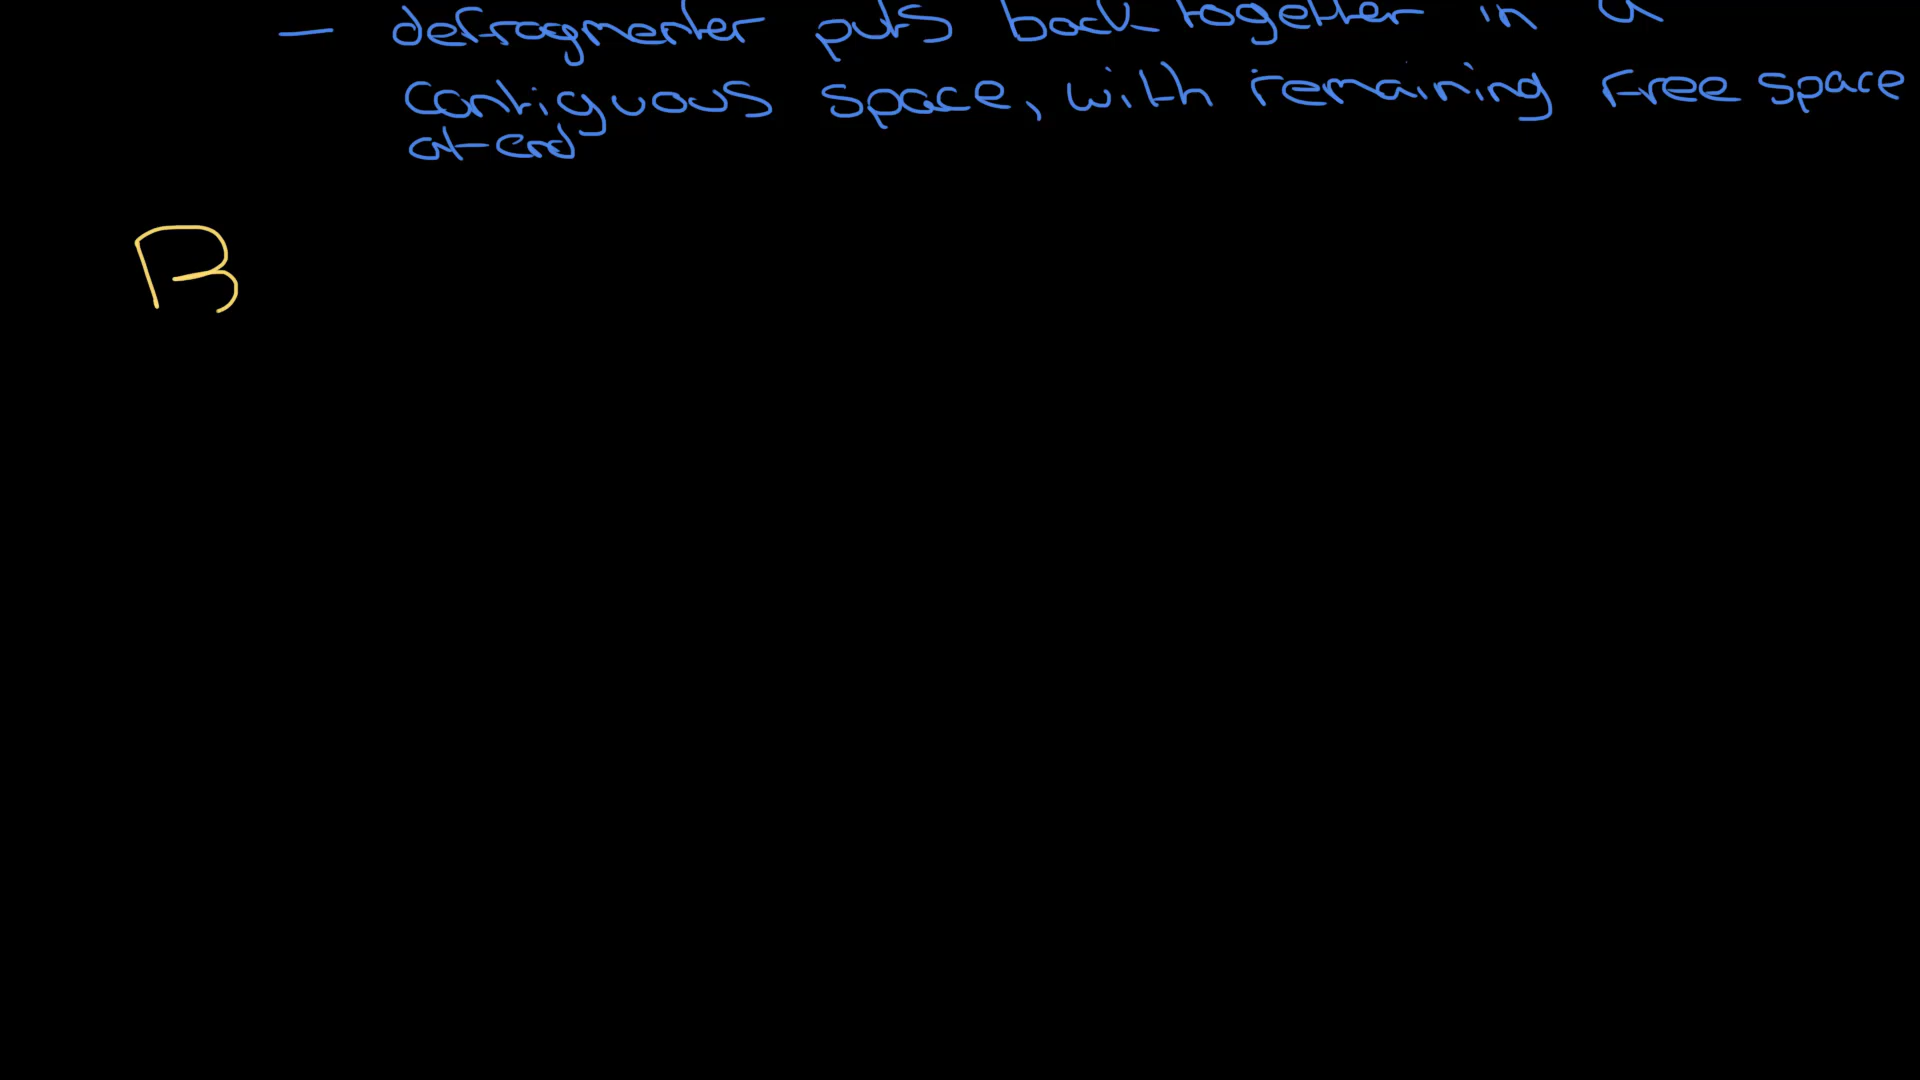 - defragmenter puts back together in a
contiguous space, with remaining free space
at end
B